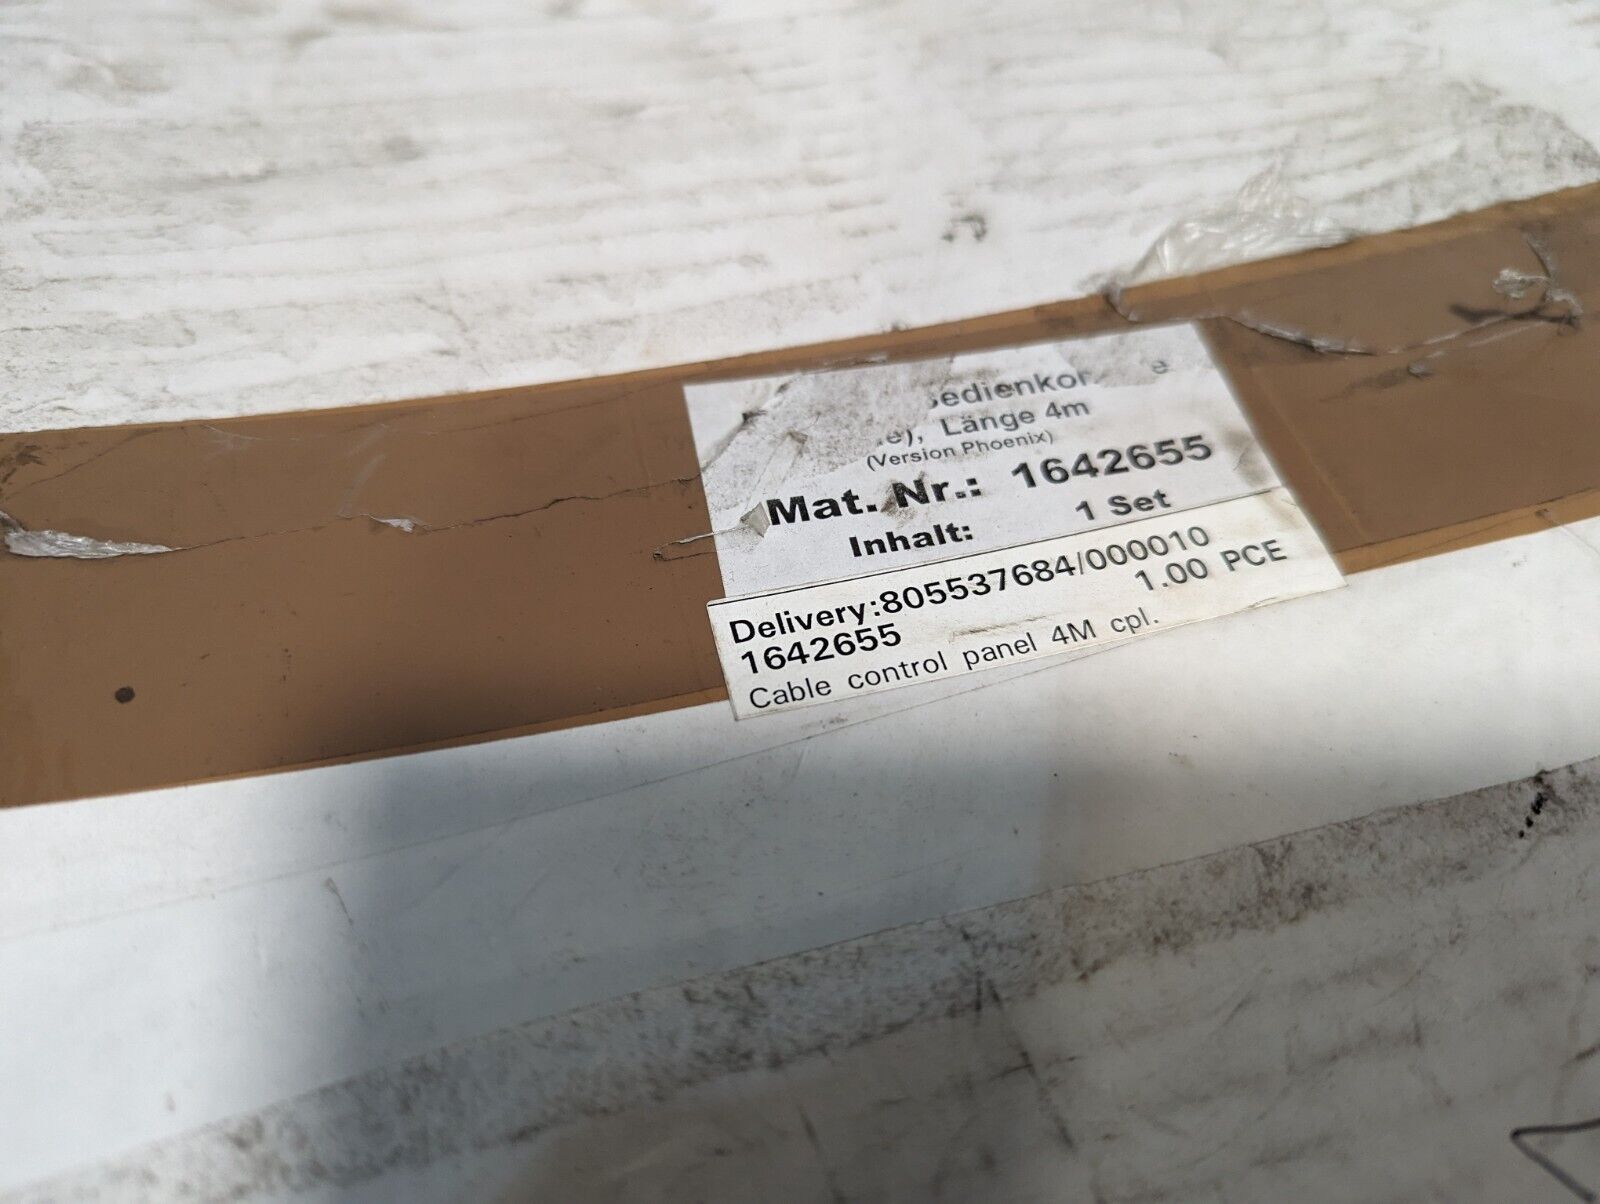 Länge 4m
(Version Phoenix)
Mat. Nr.: 1642655
Inhalt: 1 Set
Delivery:805537684/000010
1642655 1.00 PCE
Cable control panel 4M cpl.